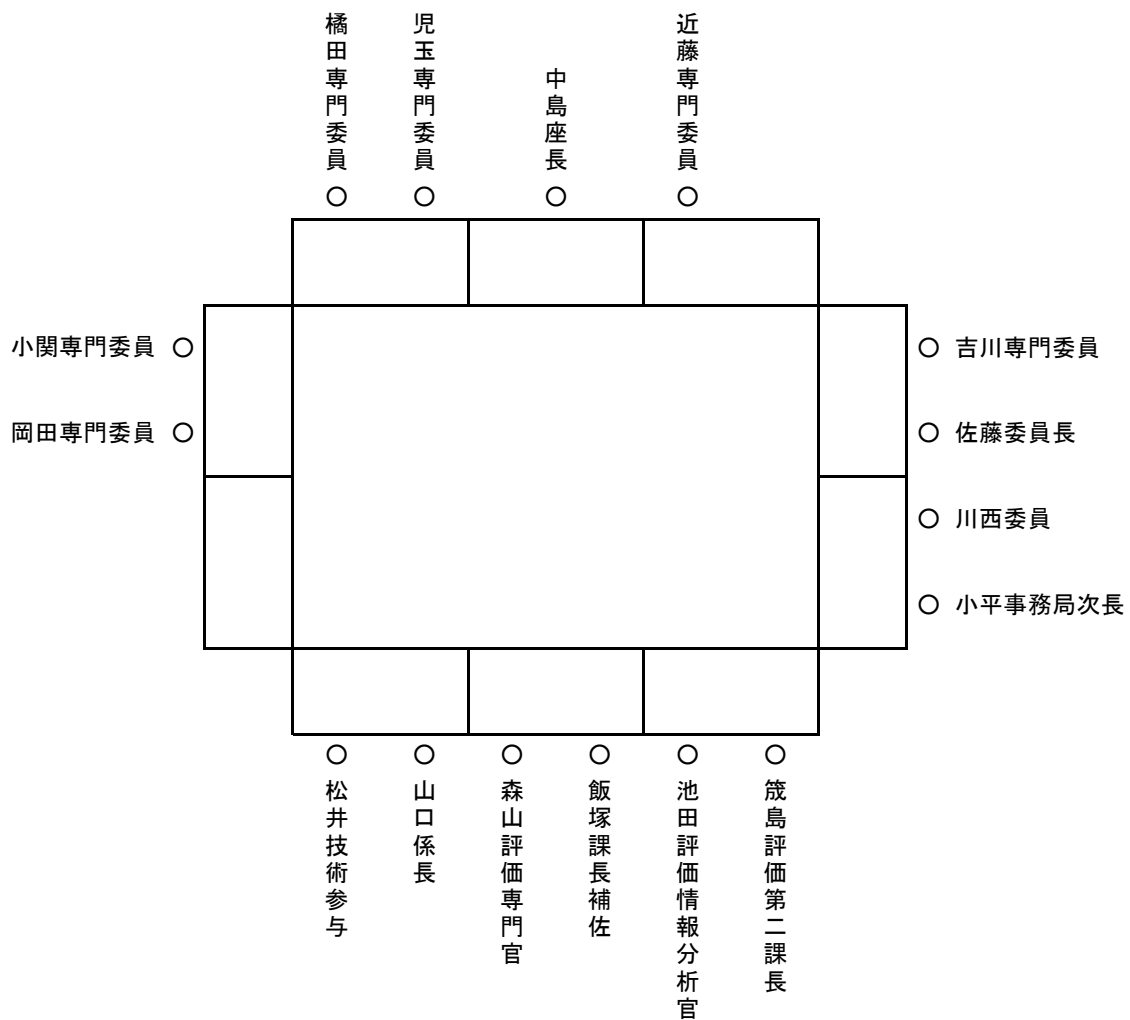 橘田専門委員
児玉専門委員
中島座長
近藤専門委員
小関専門委員
岡田専門委員
吉川専門委員
佐藤委員長
川西委員
小平事務局次長
松井技術参与
山口係長
森山評価専門官
飯塚課長補佐
池田評価情報分析官
筬島評価第二課長